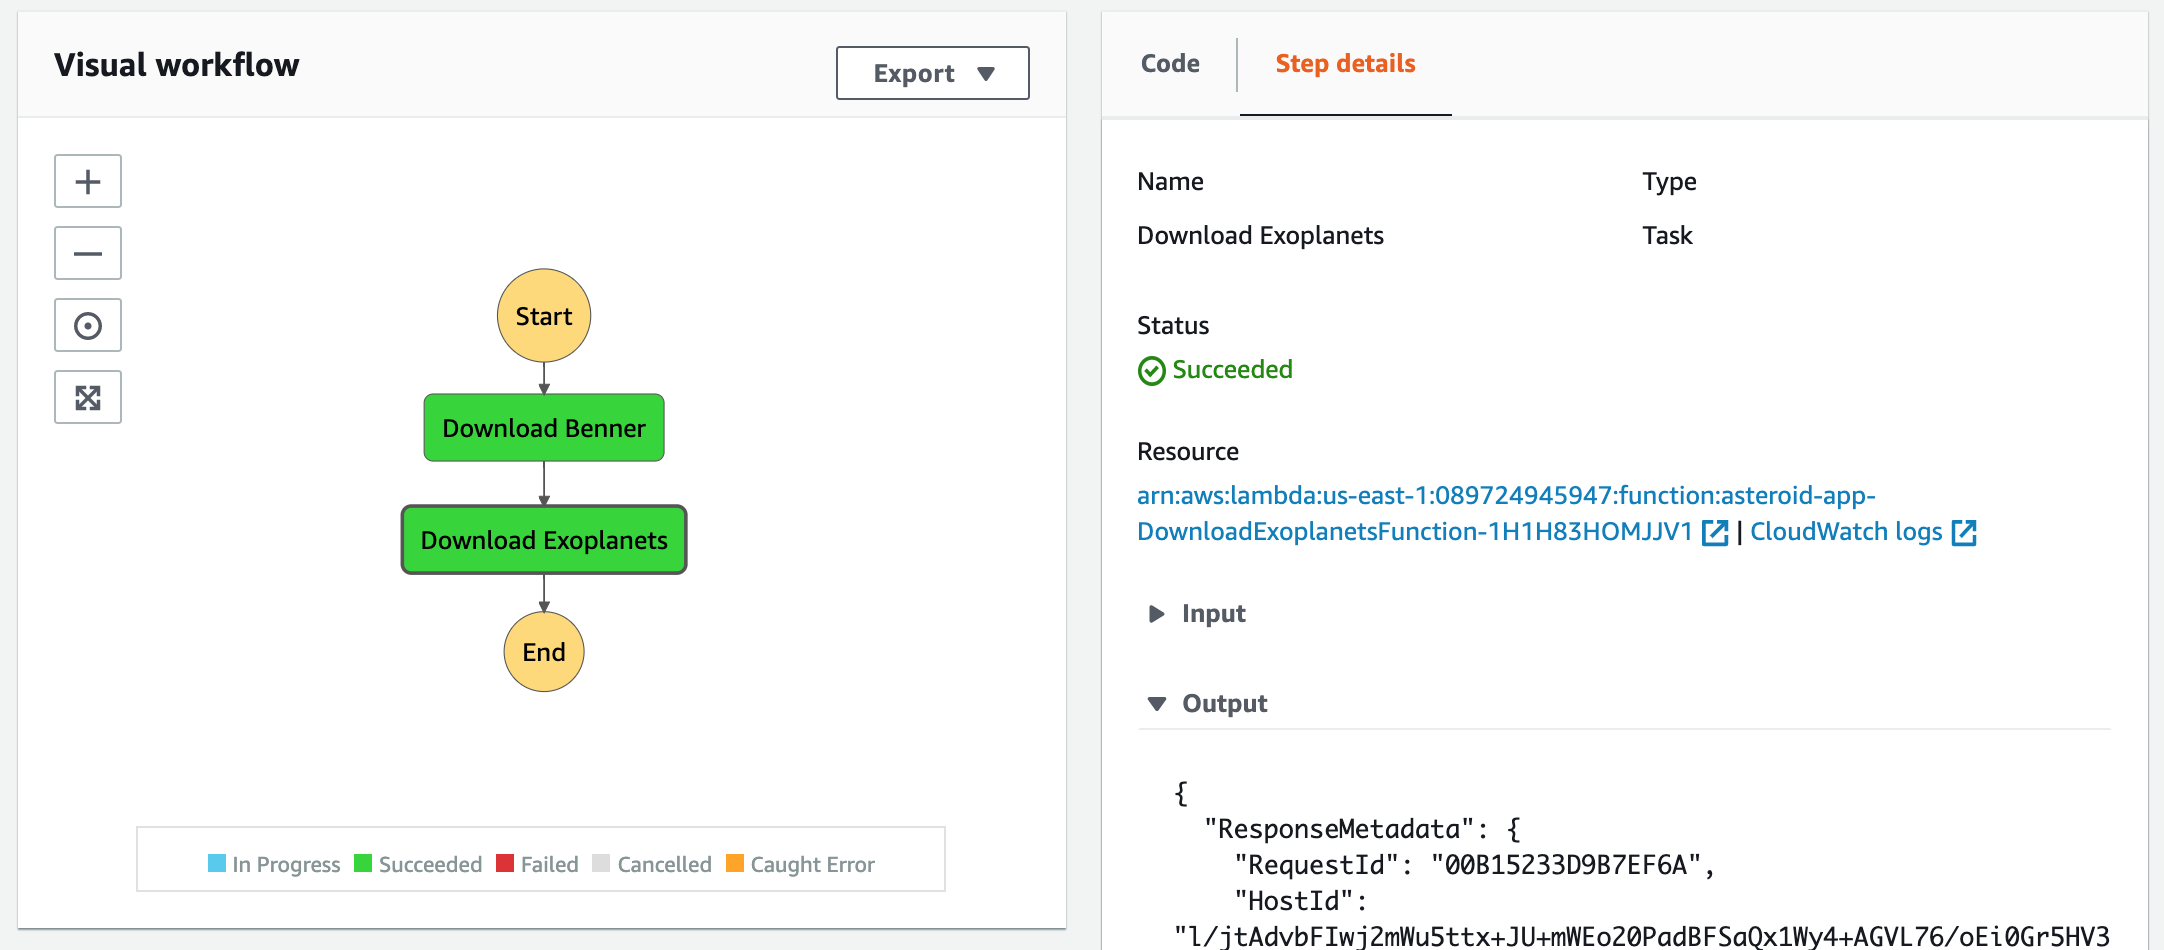 Visual workflow
Export
Start
Download Benner
Download Exoplanets
End
In Progress Succeeded Failed Cancelled Caught Error
Code Step details
Name Type
Download Exoplanets Task
Status
Succeeded
Resource
arn:aws:lambda:us-east-1:089724945947:function:asteroid-app-
DownloadExoplanetsFunction-1H1H83HOMJJV1 | CloudWatch logs
Input
Output
{
"ResponseMetadata": {
"RequestId": "00B15233D9B7EF6A",
"HostId":
"l/jtAdvbFIwj2mWu5ttx+JU+mWEo20PadBFSaQx1Wy4+AGVL76/oEi0Gr5HV3